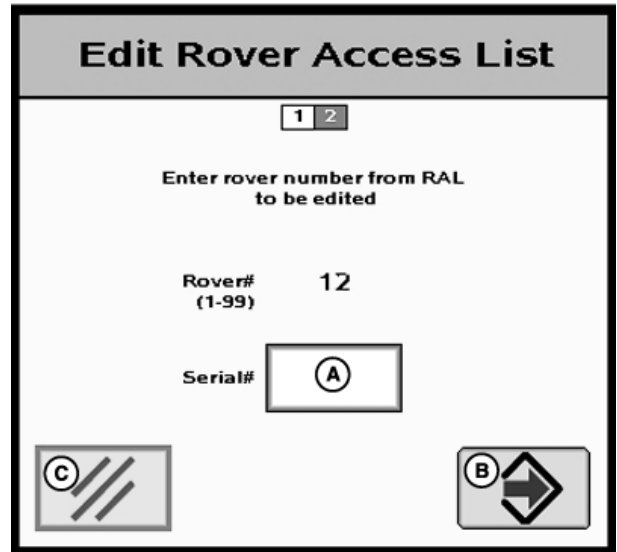 Edit Rover Access List
1 2
Enter rover number from RAL
to be edited
Rover# 12
(1-99)
Serial# A
C B